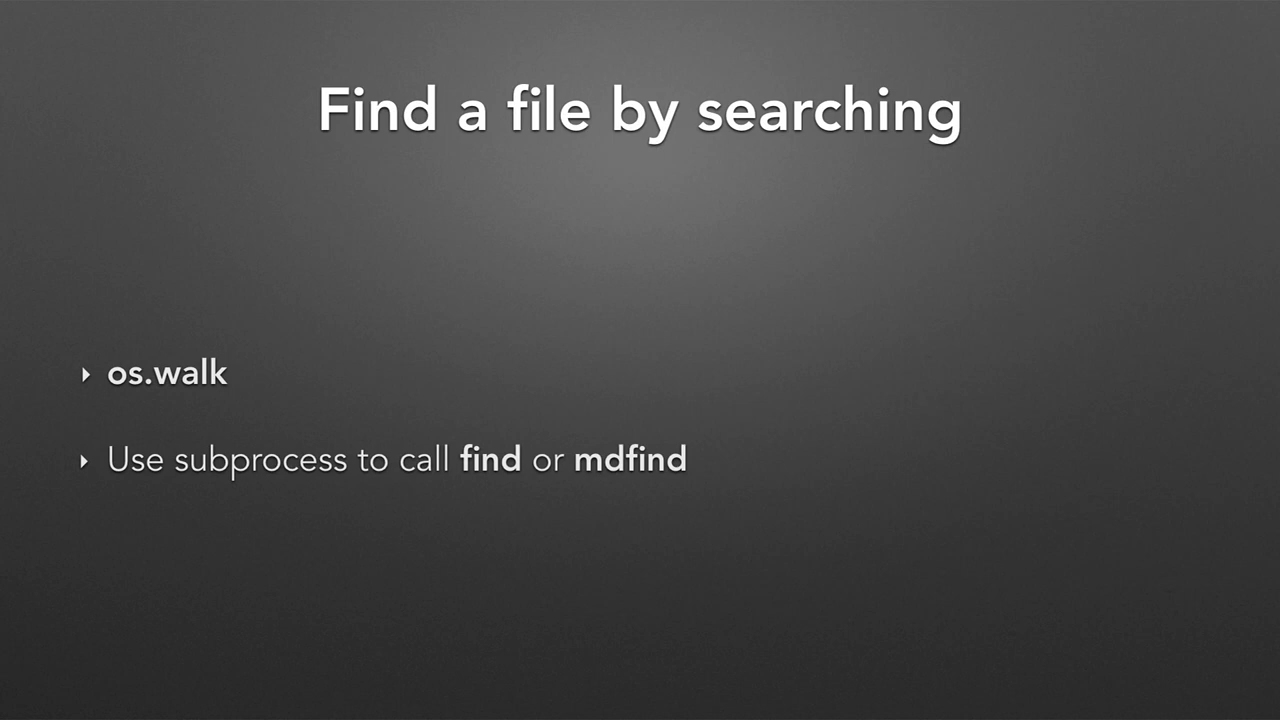 Find a file by searching
‣ os.walk
‣ Use subprocess to call find or mdfind